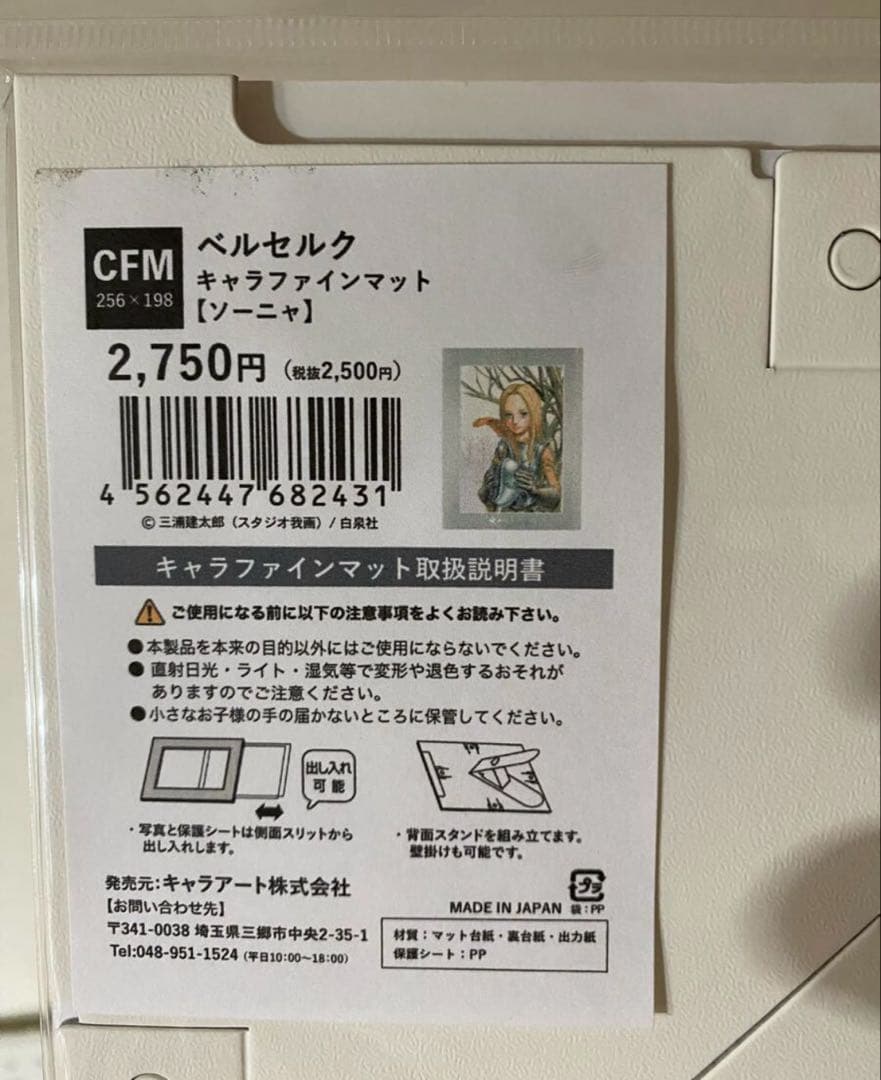 CFM
256×198
ベルセルク
キャラファインマット
【ソーニャ】
2,750円（税抜2,500円）
4 562447 682431
© 三浦建太郎（スタジオ我画）/ 白泉社
キャラファインマット取扱説明書
ご使用になる前に以下の注意事項をよくお読み下さい。
●本製品を本来の目的以外にはご使用にならないでください。
●直射日光・ライト・湿気等で変形や退色するおそれが
ありますのでご注意ください。
●小さなお子様の手の届かないところに保管してください。
出し入れ
可能
・写真と保護シートは側面スリットから
出し入れします。
・背面スタンドを組み立てます。
壁掛けも可能です。
発売元:キャラアート株式会社
【お問い合わせ先】
〒341-0038 埼玉県三郷市中央2-35-1
Tel:048-951-1524（平日10:00～18:00）
MADE IN JAPAN
プラ
袋:PP
材質：マット台紙・裏台紙・出力紙
保護シート：PP